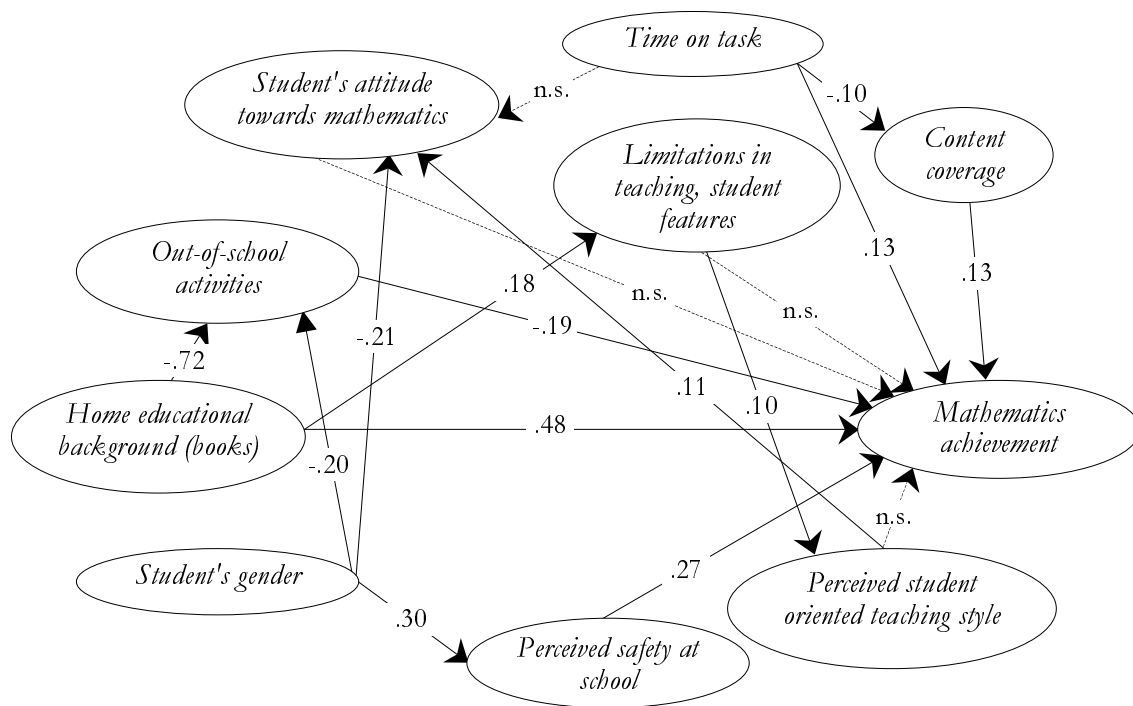 Time on task
Student's attitude
towards mathematics
n.s.
-.10
Content
coverage
Limitations in
teaching, student
features
Out-of-school
activities
.18
.13
.13
n.s.
n.s.
-.19
-.21
-.72
.11
.10
Home educational
background (books)
.48
Mathematics
achievement
-.20
n.s.
Student's gender
.27
Perceived student
oriented teaching style
.30
Perceived safety at
school